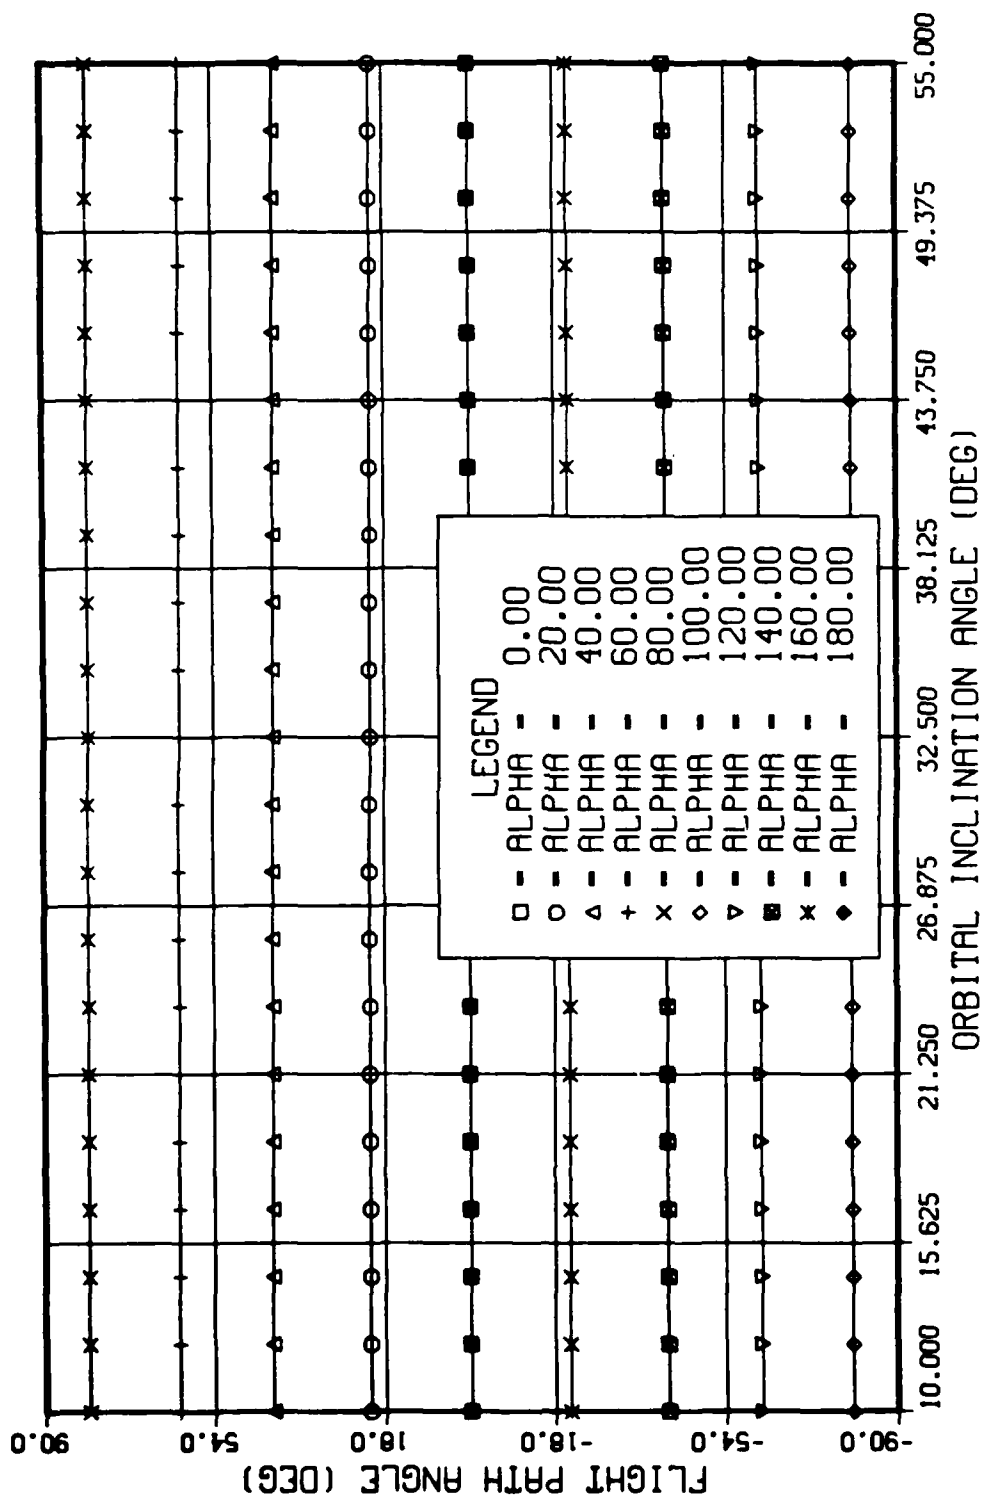 FLIGHT PATH ANGLE (DEG)
90.0
54.0
18.0
-18.0
-54.0
-90.0
LEGEND
□ - ALPHA - 0.00
○ - ALPHA - 20.00
△ - ALPHA - 40.00
+ - ALPHA - 60.00
× - ALPHA - 80.00
◇ - ALPHA - 100.00
▽ - ALPHA - 120.00
⊠ - ALPHA - 140.00
✳ - ALPHA - 160.00
◈ - ALPHA - 180.00
10.000 15.625 21.250 26.875 32.500 38.125 43.750 49.375 55.000
ORBITAL INCLINATION ANGLE (DEG)